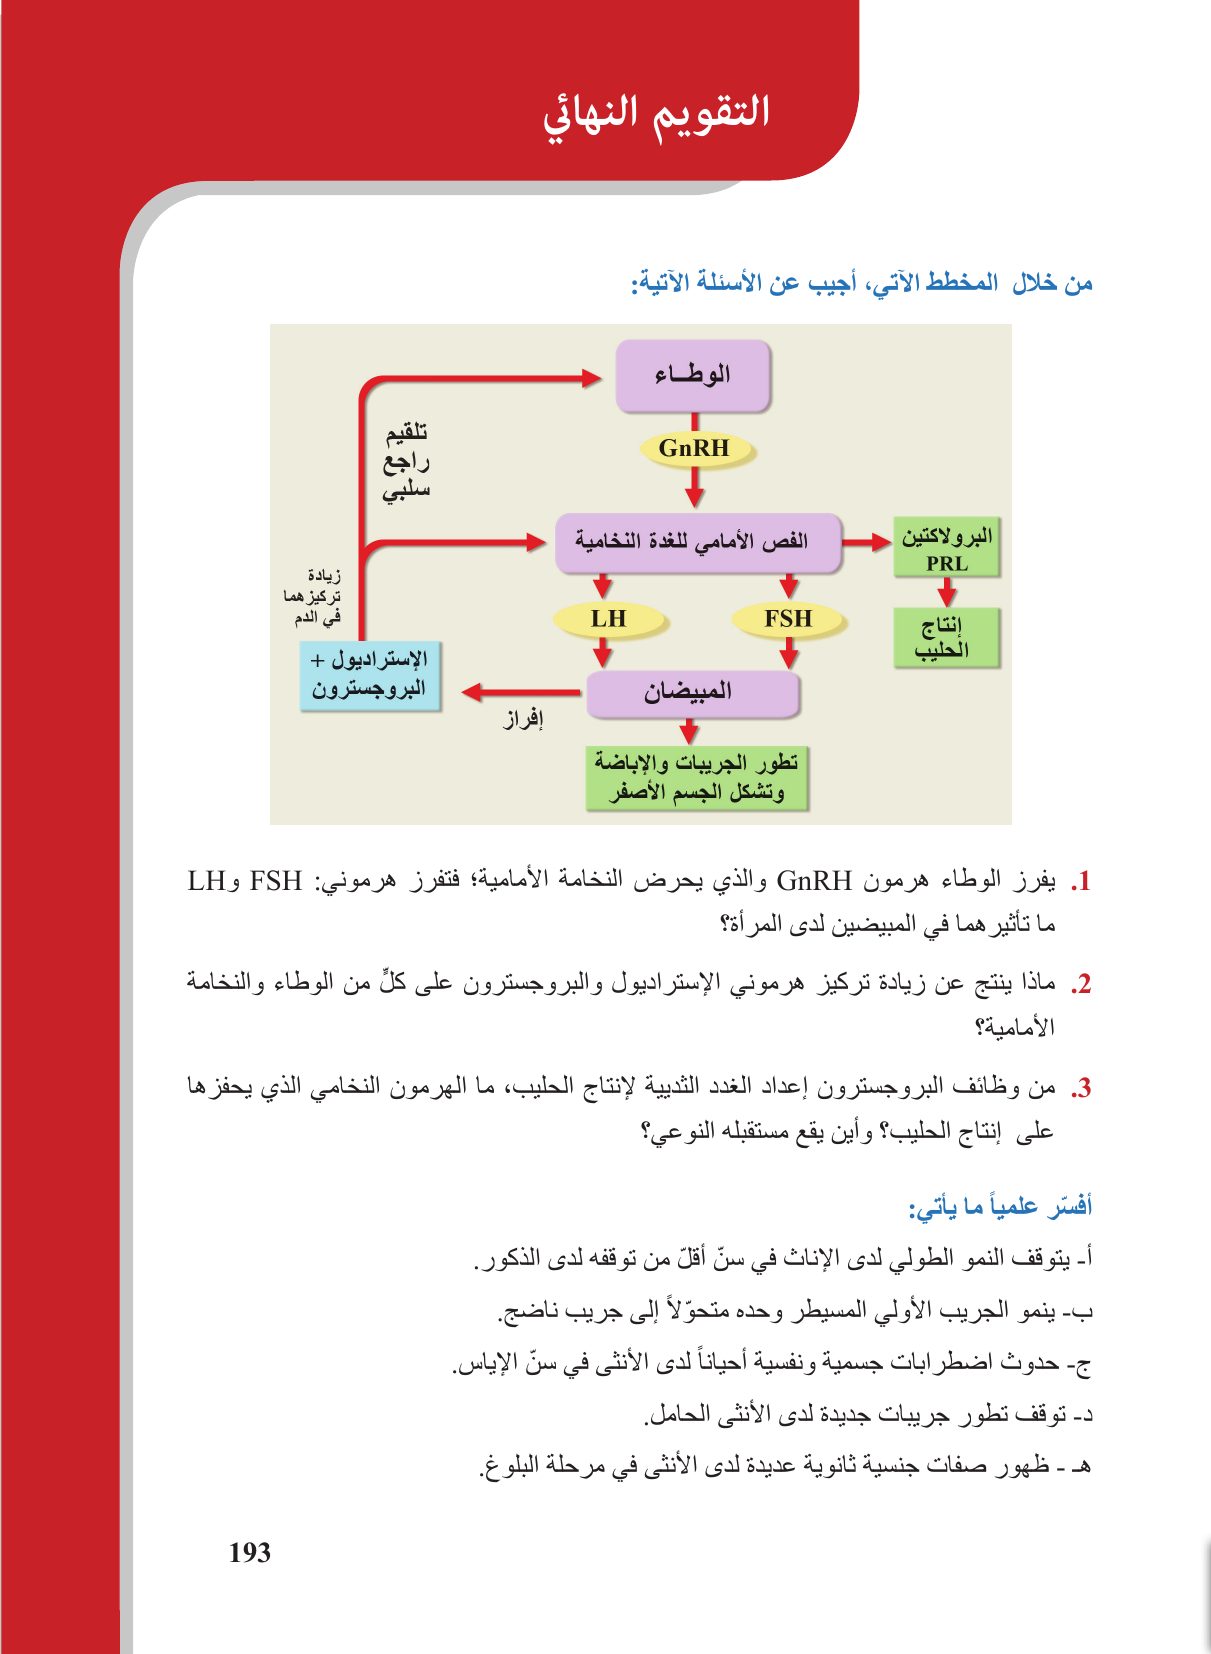 التقويم النهائي
من خلال المخطط الآتي، أجيب عن الأسئلة الآتية:
الوطـاء
GnRH
تلقيم
راجع
سلبي
الفص الأمامي للغدة النخامية
البرولاكتين
PRL
زيادة
تركيزهما
في الدم
LH
FSH
إنتاج
الحليب
الإستراديول +
البروجسترون
المبيضان
إفراز
تطور الجريبات والإباضة
وتشكل الجسم الأصفر
1. يفرز الوطاء هرمون GnRH والذي يحرض النخامة الأمامية؛ فتفرز هرموني: FSH وLH
ما تأثيرهما في المبيضين لدى المرأة؟
2. ماذا ينتج عن زيادة تركيز هرموني الإستراديول والبروجسترون على كلٍّ من الوطاء والنخامة
الأمامية؟
3. من وظائف البروجسترون إعداد الغدد الثديية لإنتاج الحليب، ما الهرمون النخامي الذي يحفزها
على إنتاج الحليب؟ وأين يقع مستقبله النوعي؟
أفسّر علمياً ما يأتي:
أ- يتوقف النمو الطولي لدى الإناث في سنّ أقلّ من توقفه لدى الذكور.
ب- ينمو الجريب الأولي المسيطر وحده متحوّلاً إلى جريب ناضج.
ج- حدوث اضطرابات جسمية ونفسية أحياناً لدى الأنثى في سنّ الإياس.
د- توقف تطور جريبات جديدة لدى الأنثى الحامل.
هـ - ظهور صفات جنسية ثانوية عديدة لدى الأنثى في مرحلة البلوغ.
193